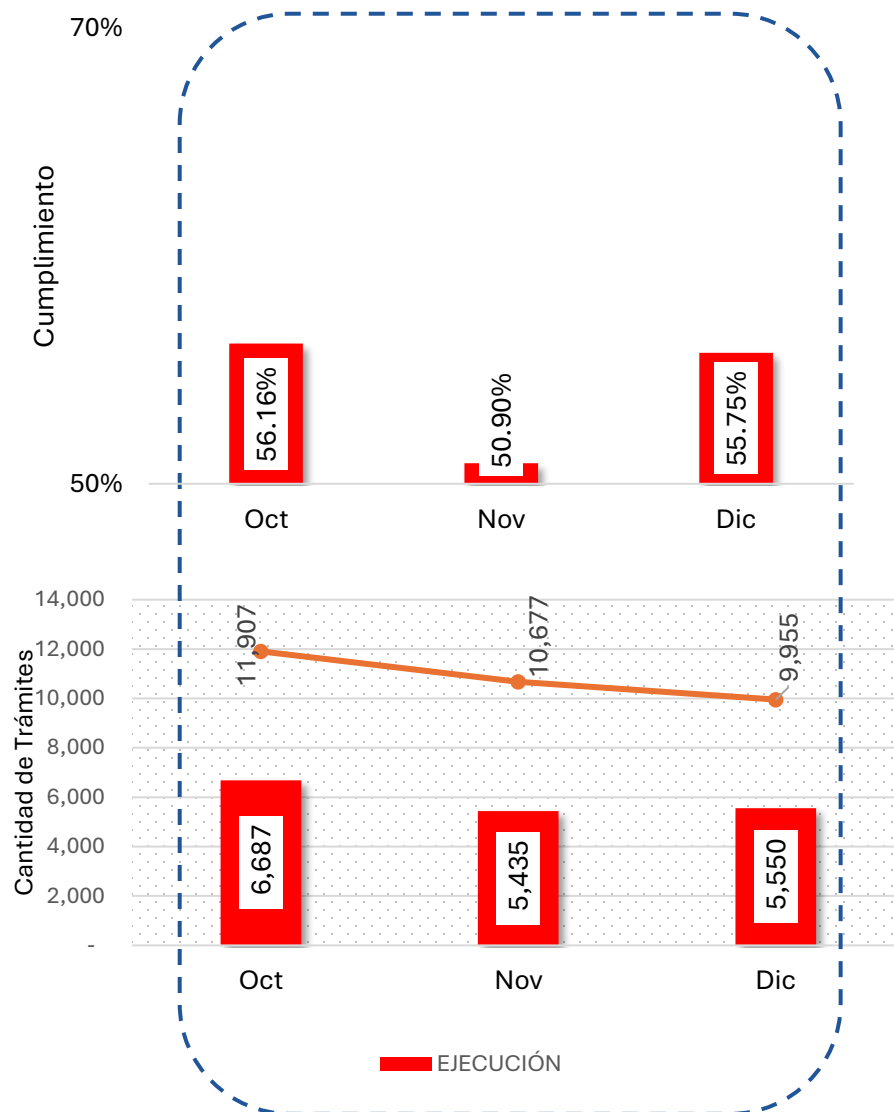 70%
Cumplimiento
56.16%
50.90%
55.75%
50%
Oct
Nov
Dic
14,000
12,000
10,000
8,000
6,000
4,000
2,000
-
Cantidad de Trámites
11,907
10,677
9,955
6,687
5,435
5,550
Oct
Nov
Dic
EJECUCIÓN